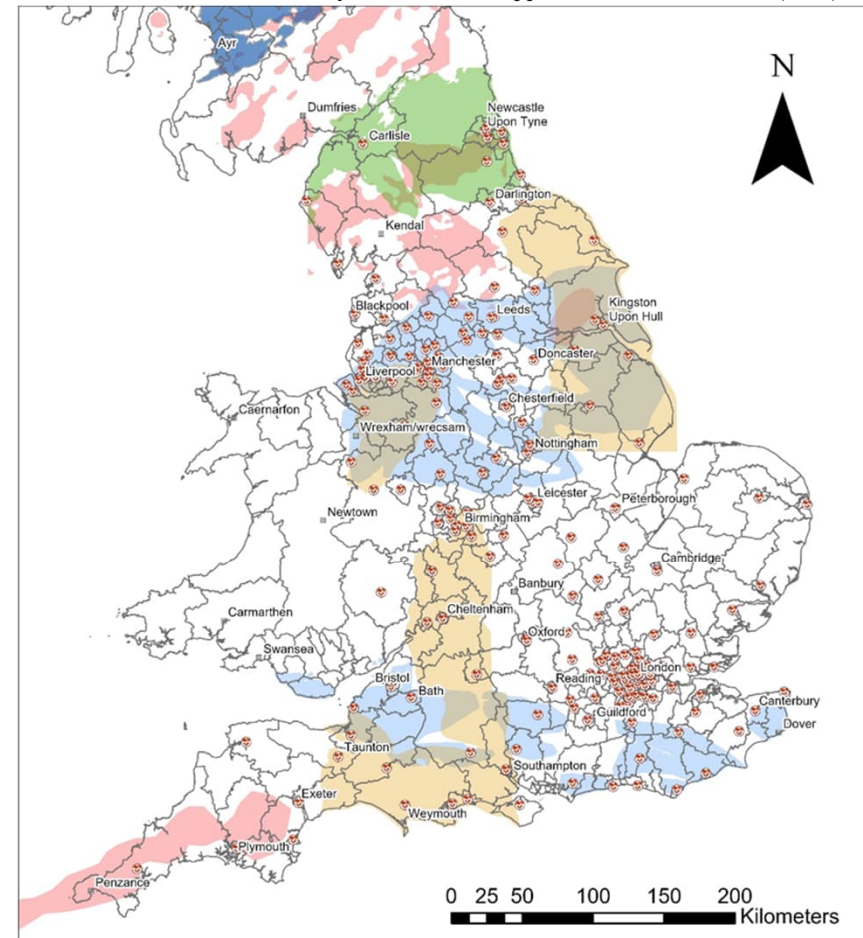 Ayr
N
Dumfries
Newcastle
Upon Tyne
Carlisle
Darlington
Kendal
Blackpool
Leeds
Kingston
Upon Hull
Manchester
Doncaster
Liverpool
Caernarfon
Chesterfield
Wrexham/wrecsam
Nottingham
Leicester
Peterborough
Newtown
Birmingham
Cambridge
Banbury
Carmarthen
Cheltenham
Oxford
Swansea
Bristol
Bath
Reading
London
Guildford
Canterbury
Dover
Taunton
Southampton
Exeter
Weymouth
Plymouth
Penzance
0 25 50 100 150 200
Kilometers